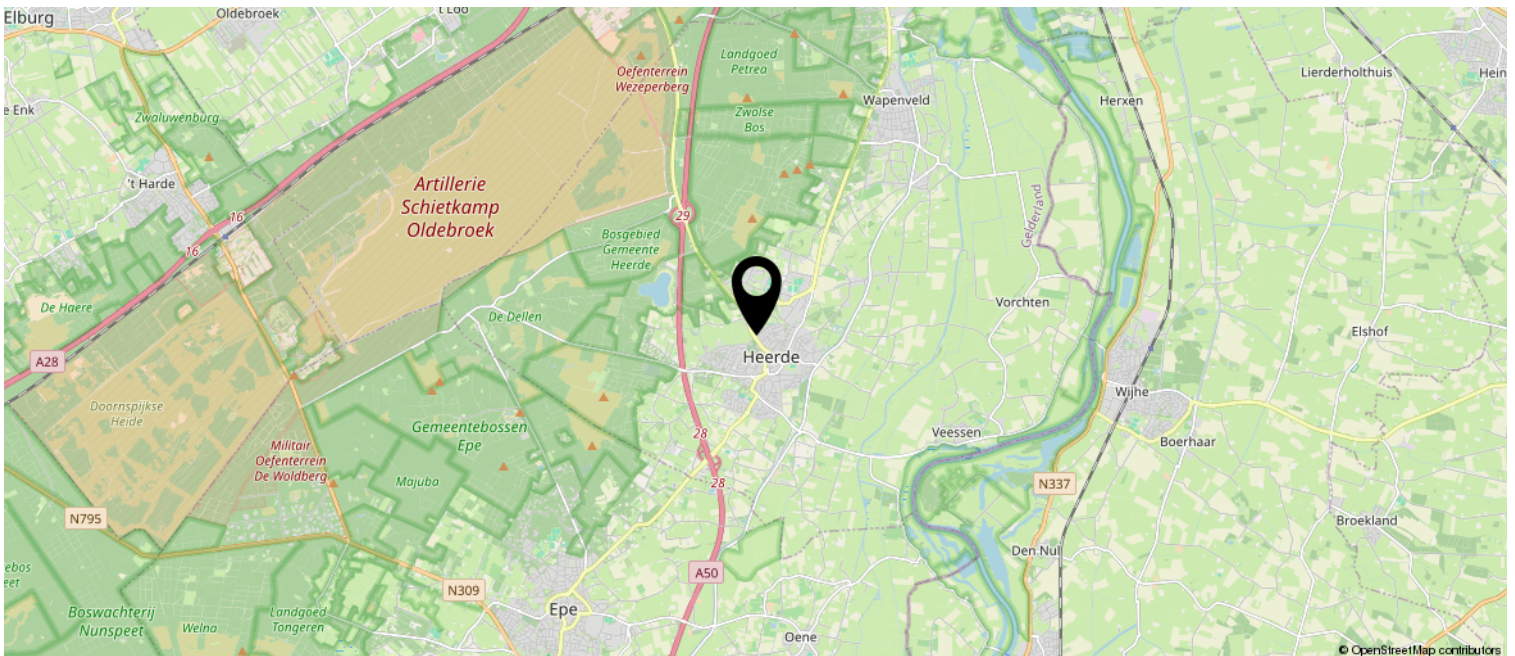 Elburg
Oldebroek
't Loo
Landgoed
Petrea
Oefenterrein
Wezeperberg
Lierderholthuis
Hein
e Enk
Zwaluwenburg
Zwolse
Bos
Wapenveld
Herxen
't Harde
Artillerie
Schietkamp
Oldebroek
16
16
29
Gelderland
Bosgebied
Gemeente
Heerde
De Haere
De Dellen
Vorchten
Elshof
A28
Heerde
Wijhe
Doornspijkse
Heide
Gemeentebossen
Epe
28
Veessen
Boerhaar
Militair
Oefenterrein
De Woldberg
Majuba
28
N337
N795
Broekland
Den Nul
ebos
eet
A50
N309
Boswachterij
Nunspeet
Landgoed
Tongeren
Welna
Epe
Oene
© OpenStreetMap contributors